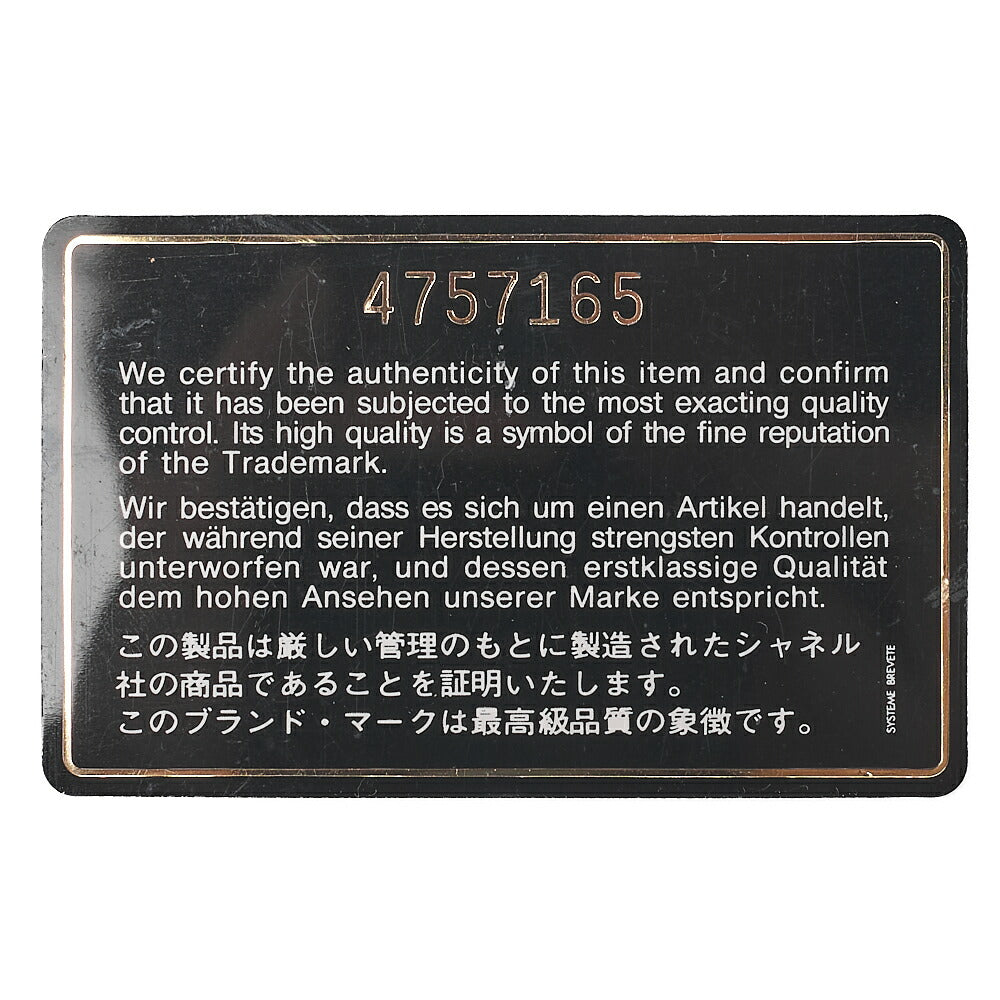 4757165
We certify the authenticity of this item and confirm
that it has been subjected to the most exacting quality
control. Its high quality is a symbol of the fine reputation
of the Trademark.
Wir bestätigen, dass es sich um einen Artikel handelt,
der während seiner Herstellung strengsten Kontrollen
unterworfen war, und dessen erstklassige Qualität
dem hohen Ansehen unserer Marke entspricht.
この製品は厳しい管理のもとに製造されたシャネル
社の商品であることを証明いたします。
このブランド・マークは最高級品質の象徴です。
SYSTEME BREVETE